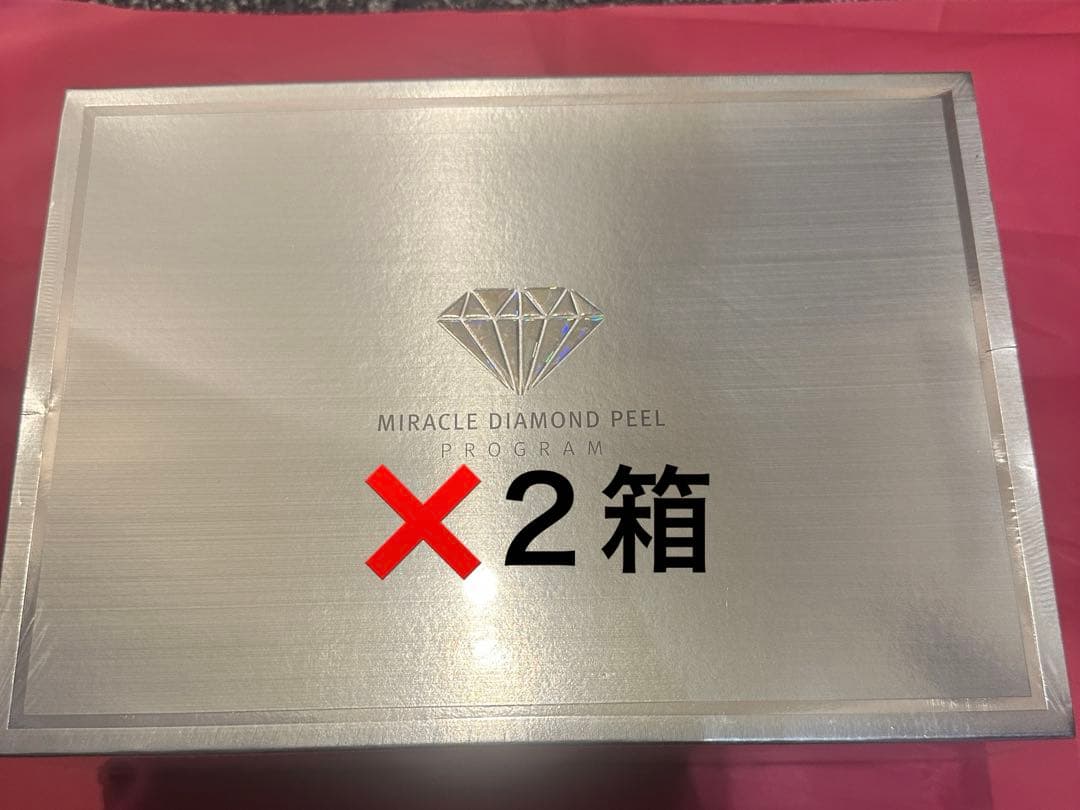 MIRACLE DIAMOND PEEL
PROGRAM
❌2箱